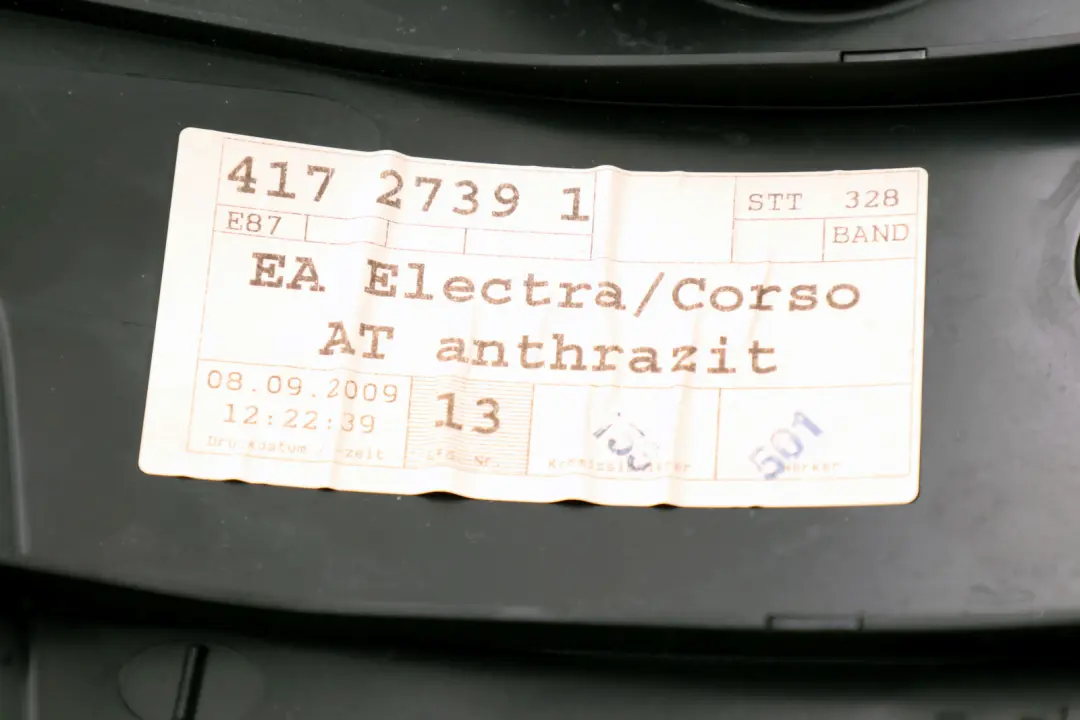 417 2739 1
STT 328
E87
BAND
EA Electra/Corso
AT anthrazit
08.09.2009
12:22:39
13
501